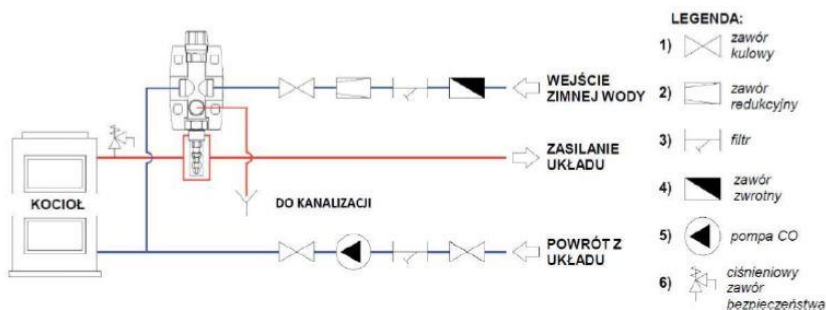 WEJŚCIE
ZIMNEJ WODY
ZASILANIE
UKŁADU
KOCIOŁ
DO KANALIZACJI
POWRÓT Z
UKŁADU
LEGENDA:
1) zawór
kulowy
2) zawór
redukcyjny
3) filtr
4) zawór
zwrotny
5) pompa CO
6) ciśnieniowy
zawór
bezpieczeństwa